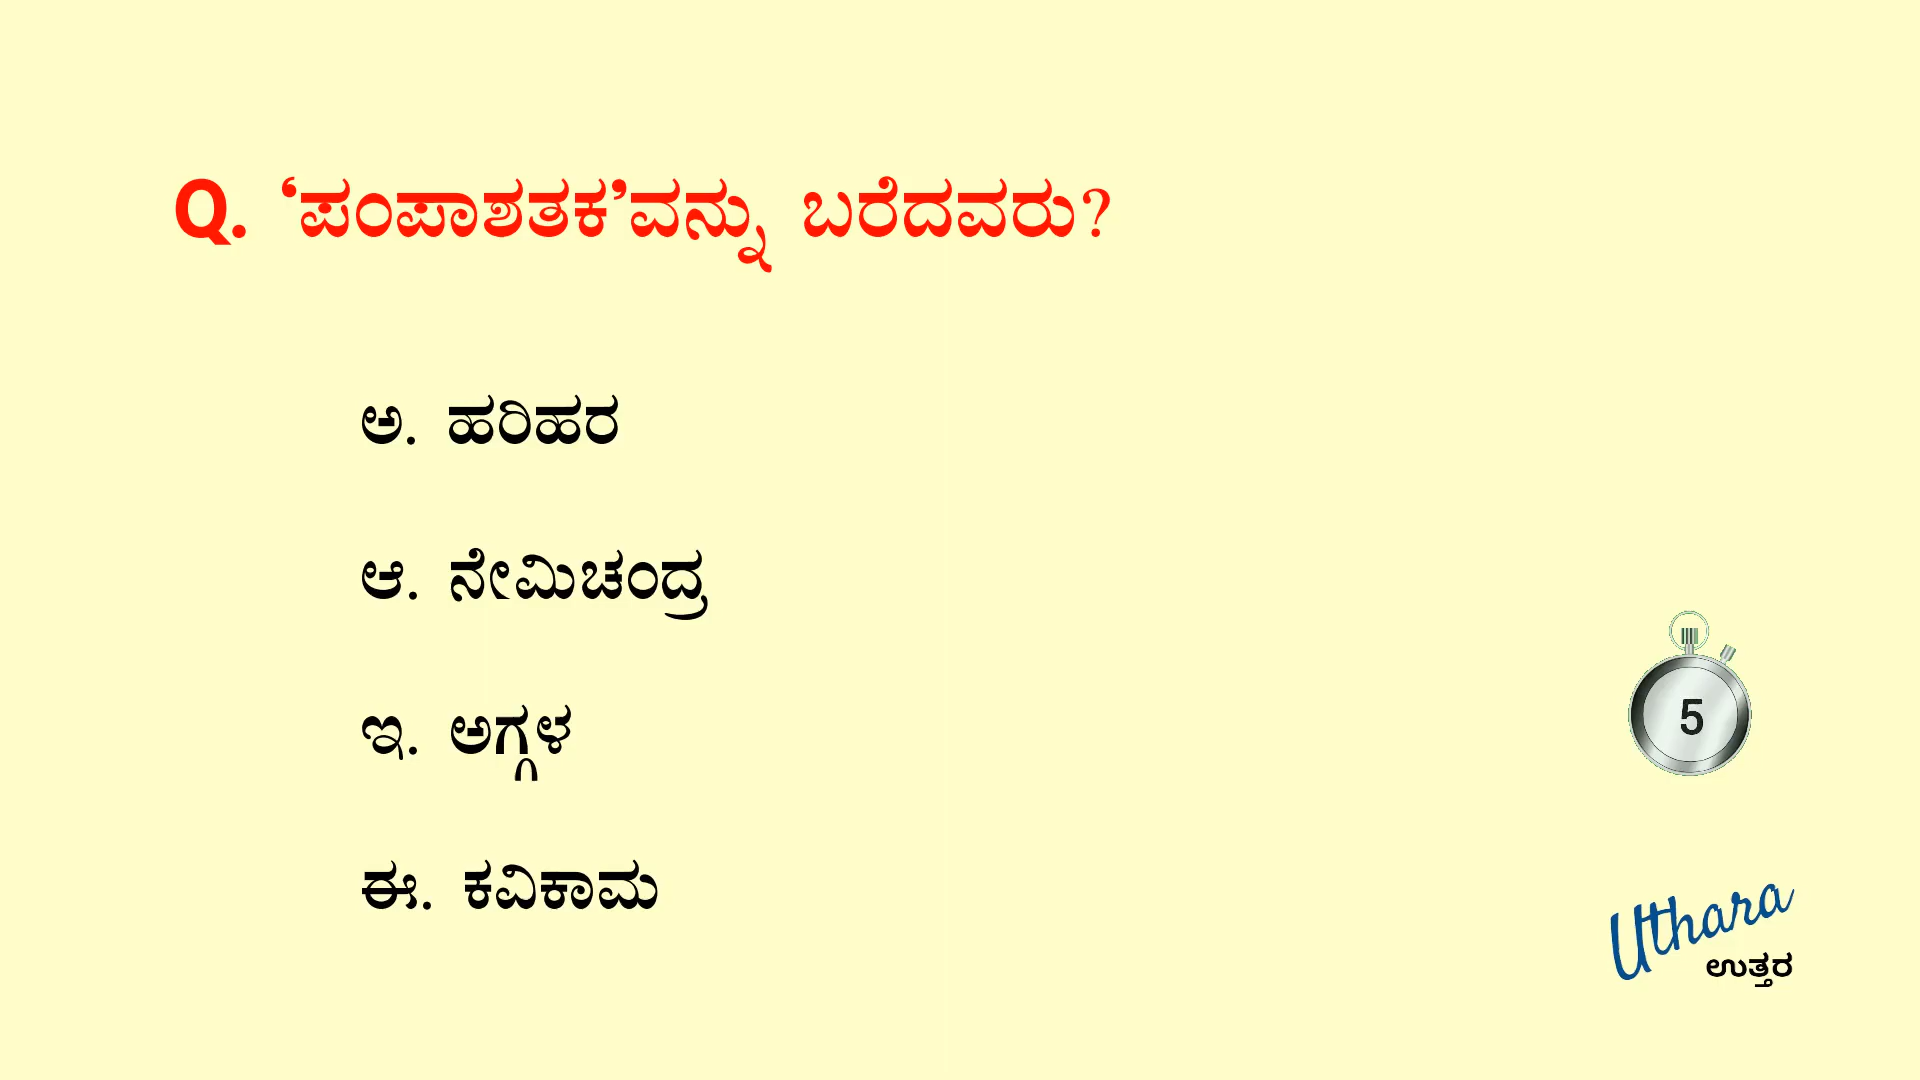 Q. ‘ಪಂಪಾಶತಕ’ವನ್ನು ಬರೆದವರು?
ಅ. ಹರಿಹರ
ಆ. ನೇಮಿಚಂದ್ರ
ಇ. ಅಗ್ಗಳ
ಈ. ಕವಿಕಾಮ
5
Uthara
ಉತ್ತರ